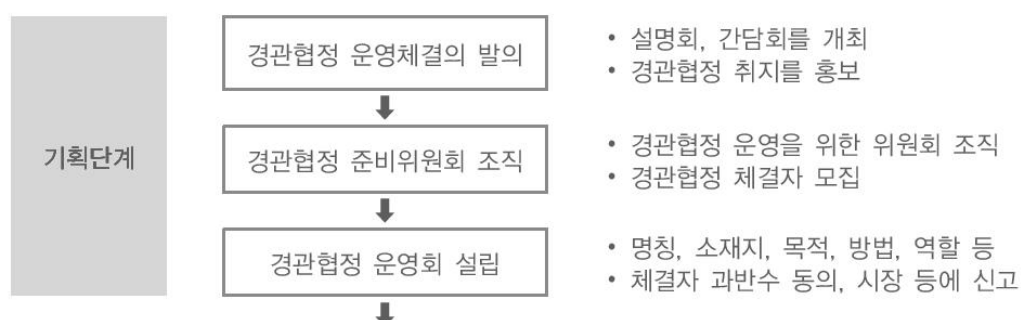 기획단계
경관협정 운영체결의 발의
• 설명회, 간담회를 개최
• 경관협정 취지를 홍보
경관협정 준비위원회 조직
• 경관협정 운영을 위한 위원회 조직
• 경관협정 체결자 모집
경관협정 운영회 설립
• 명칭, 소재지, 목적, 방법, 역할 등
• 체결자 과반수 동의, 시장 등에 신고